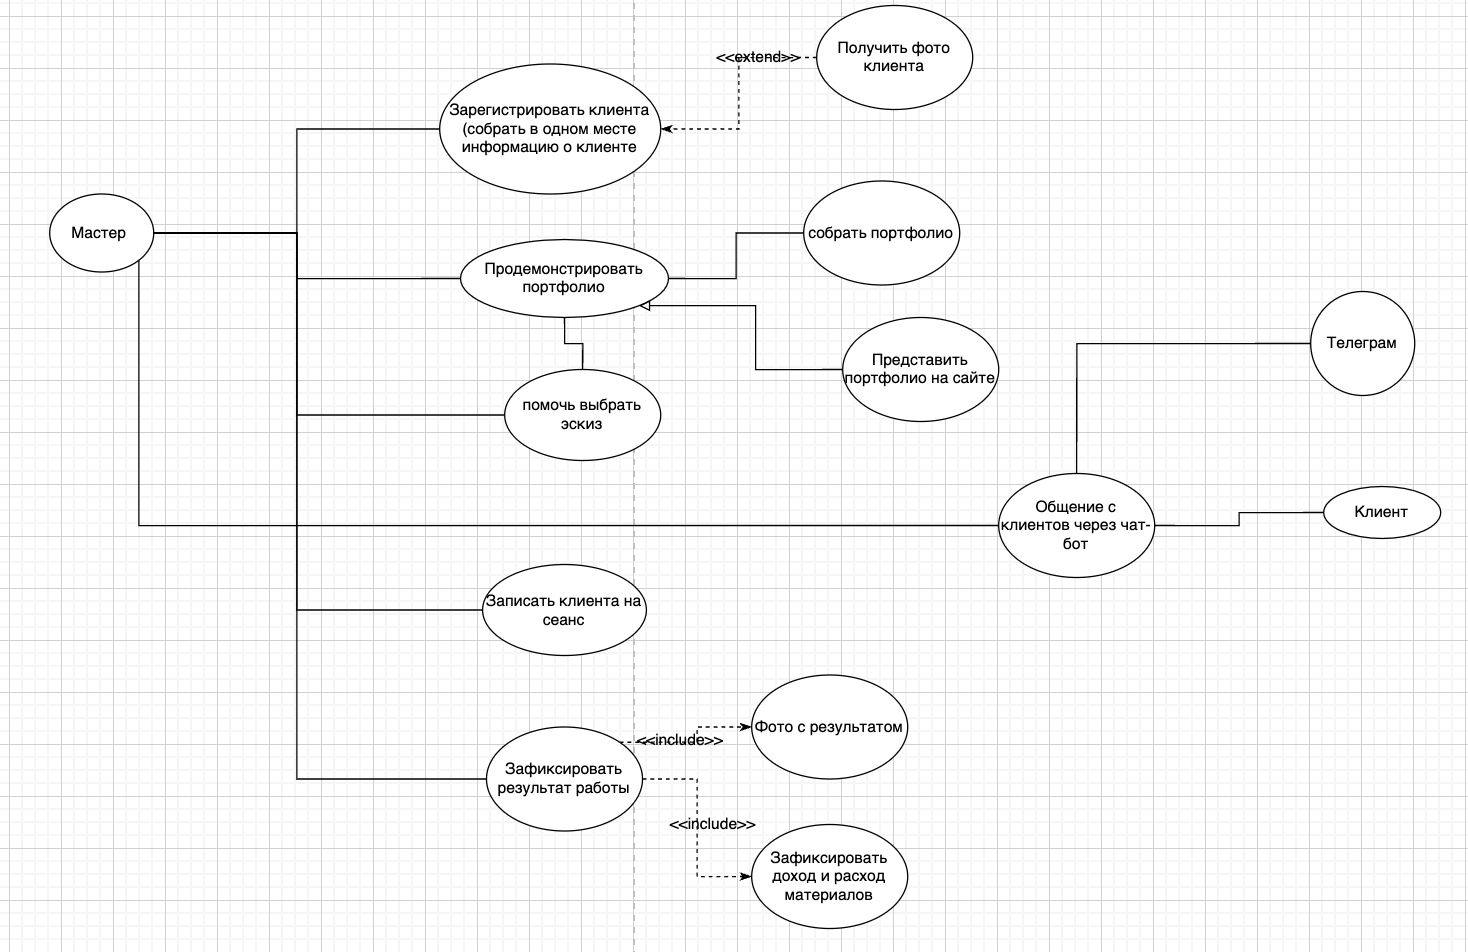 Получить фото
клиента
<<extend>>
Зарегистрировать клиента
(собрать в одном месте
информацию о клиенте
Мастер
собрать портфолио
Продемонстрировать
портфолио
Представить
портфолио на сайте
Телеграм
помочь выбрать
эскиз
Общение с
клиентов через чат-
бот
Клиент
Записать клиента на
сеанс
Фото с результатом
<<include>>
Зафиксировать
результат работы
<<include>>
Зафиксировать
доход и расход
материалов